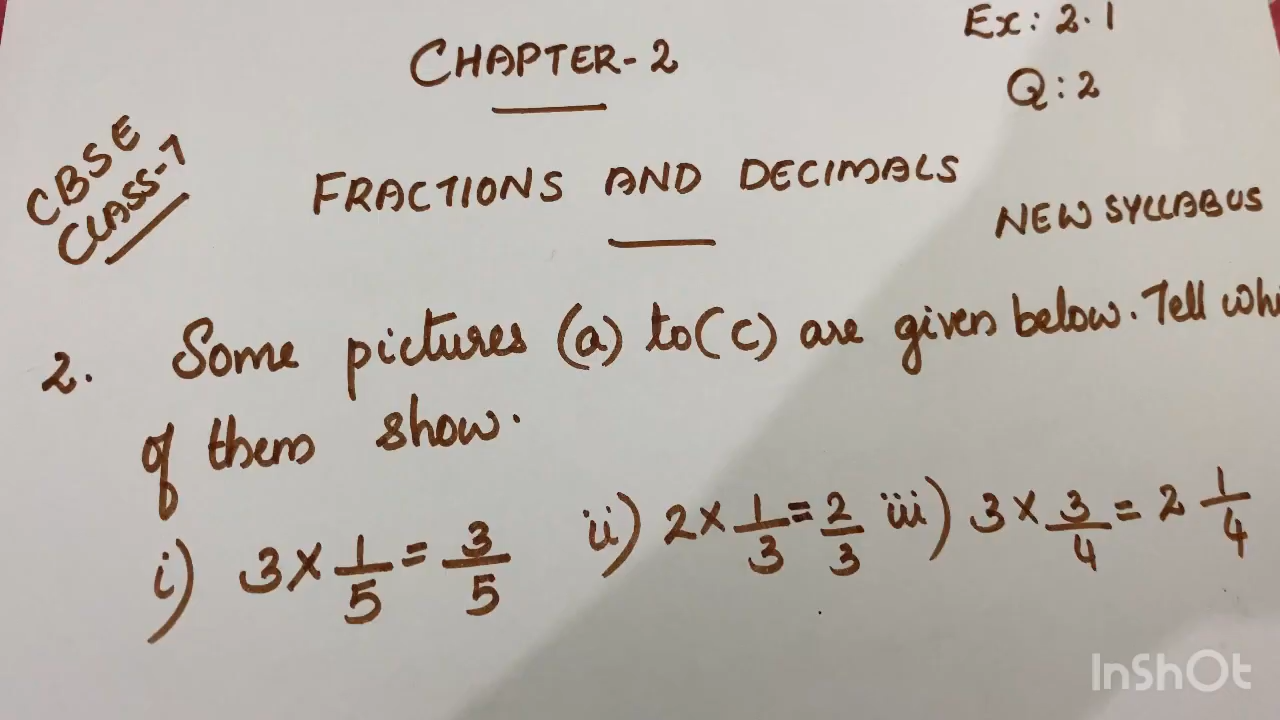 CHAPTER-2
Ex: 2.1
Q: 2
CBSE
CLASS-7
FRACTIONS AND DECIMALS
NEW SYLLABUS
2. Some pictures (a) to (c) are given below. Tell whi
of them show.
i) 3 × 1/5 = 3/5 ii) 2 × 1/3 = 2/3 iii) 3 × 3/4 = 2 1/4
InShOt